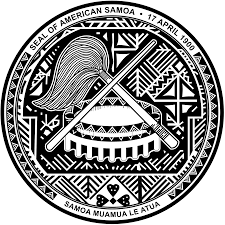 SEAL OF AMERICAN SAMOA • 17 APRIL 1900
SAMOA MUAMUA LE ATUA